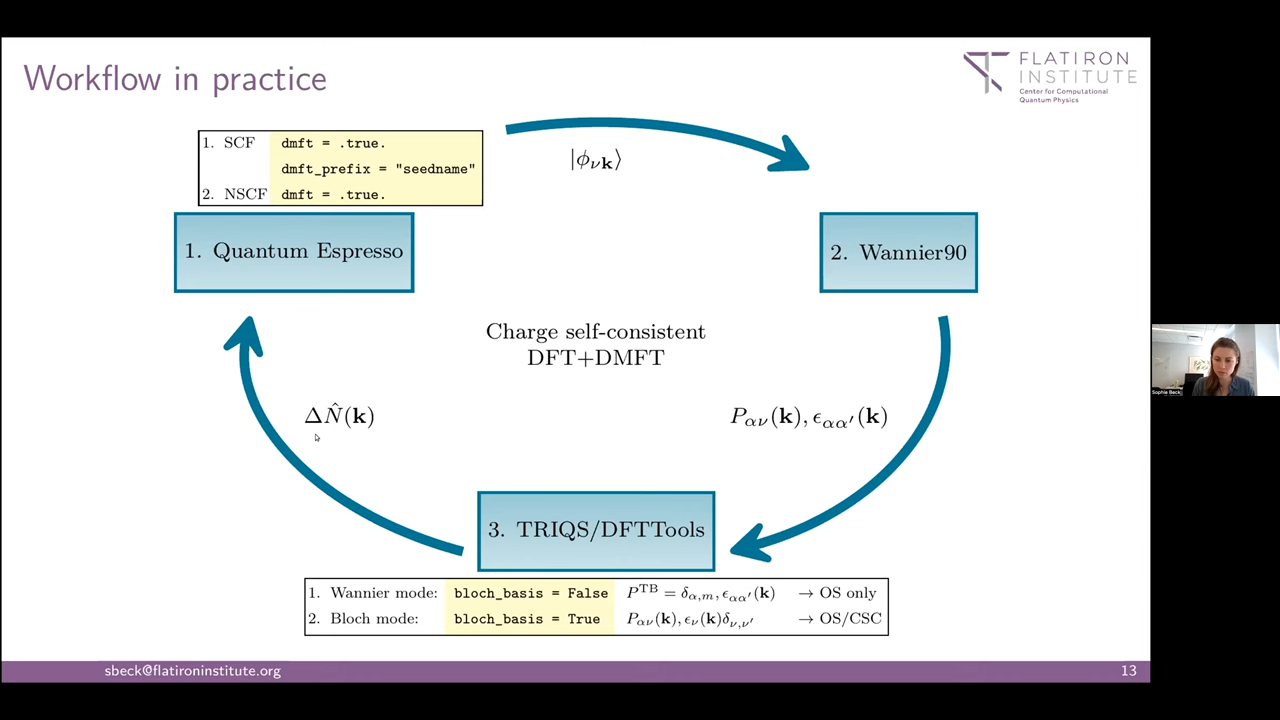 Workflow in practice
FLATIRON
INSTITUTE
Center for Computational
Quantum Physics
1. SCF dmft = .true.
dmft_prefix = "seedname"
2. NSCF dmft = .true.
|ϕνk⟩
1. Quantum Espresso
2. Wannier90
Charge self-consistent
DFT+DMFT
ΔN̂(k)
Pαν(k), ϵαα′(k)
Sophie Beck
3. TRIQS/DFTTools
1. Wannier mode: bloch_basis = False P^TB = δα,m, ϵαα′(k) → OS only
2. Bloch mode: bloch_basis = True Pαν(k), ϵν(k)δν,ν′ → OS/CSC
sbeck@flatironinstitute.org
13